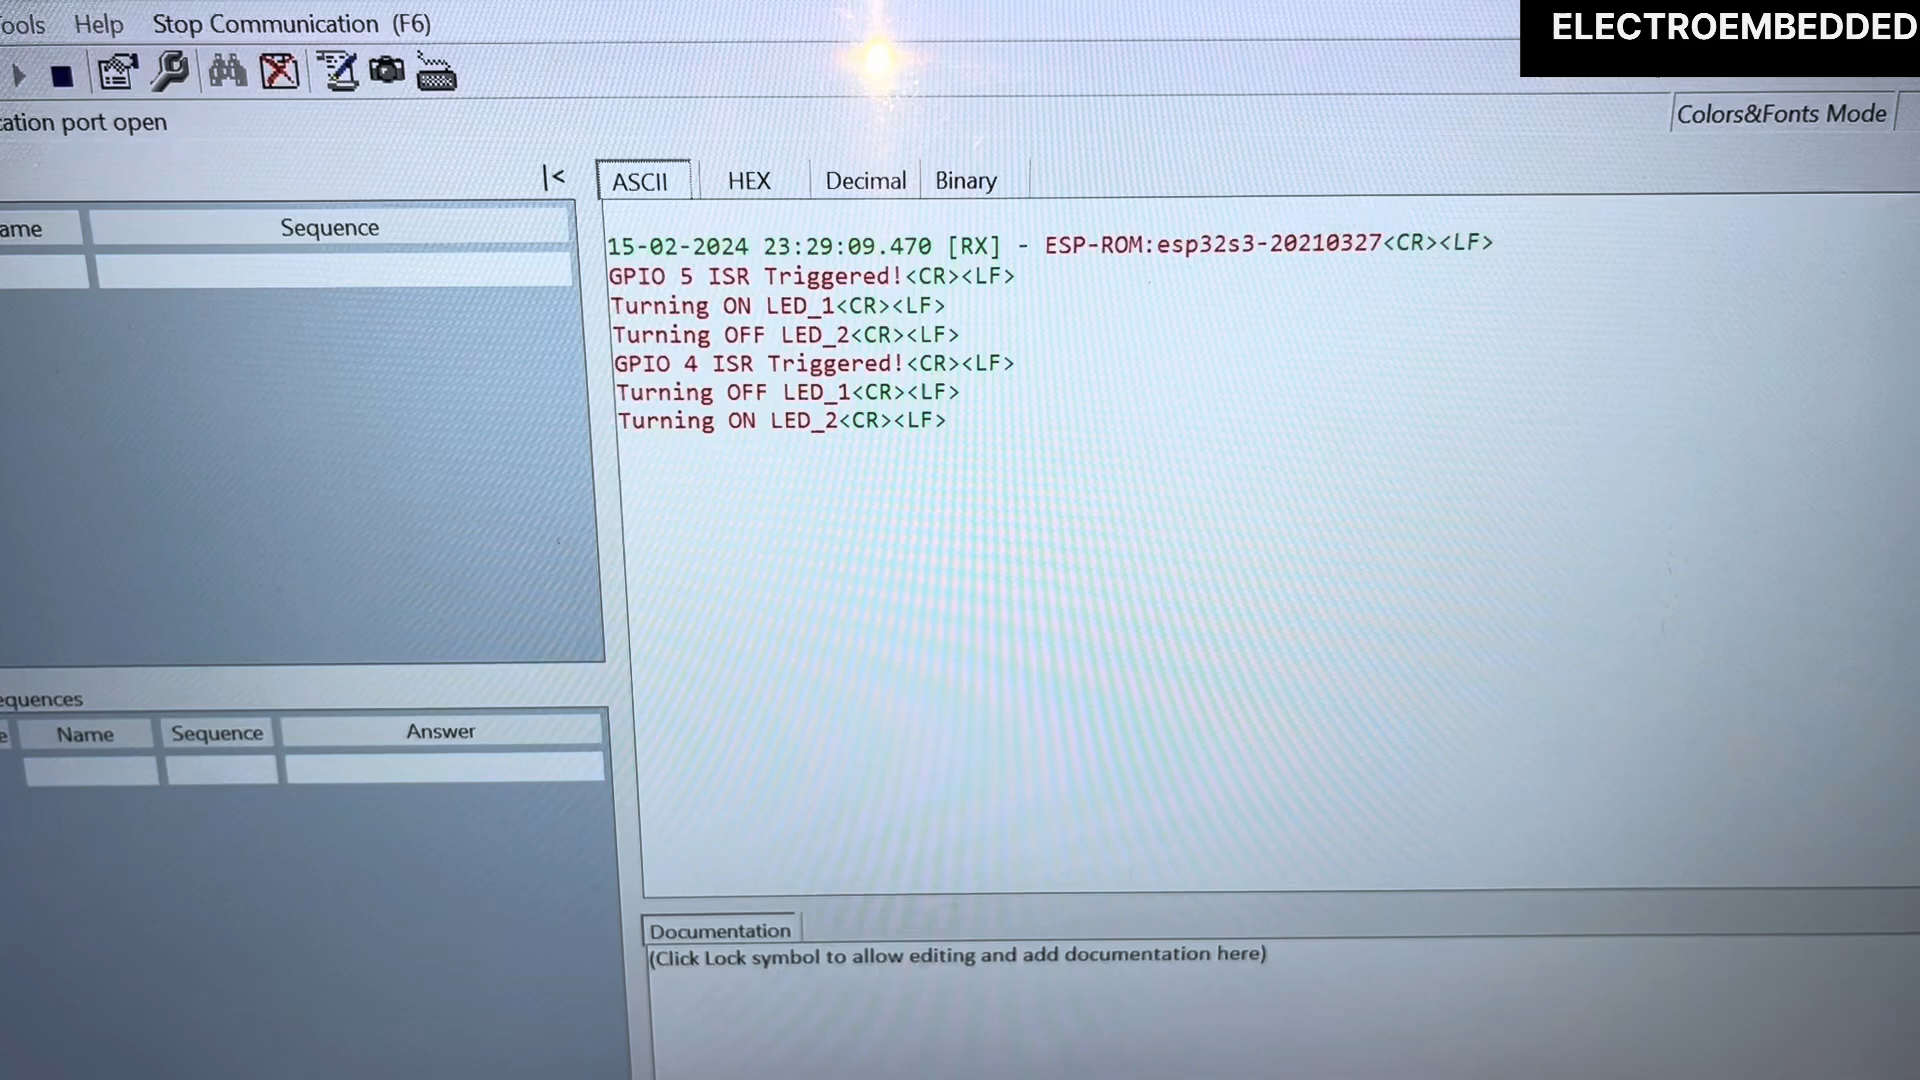 Help Stop Communication (F6)
ELECTROEMBEDDED
port open
Colors&Fonts Mode
|<
ASCII HEX Decimal Binary
Sequence
15-02-2024 23:29:09.470 [RX] - ESP-ROM:esp32s3-20210327<CR><LF>
GPIO 5 ISR Triggered!<CR><LF>
Turning ON LED_1<CR><LF>
Turning OFF LED_2<CR><LF>
GPIO 4 ISR Triggered!<CR><LF>
Turning OFF LED_1<CR><LF>
Turning ON LED_2<CR><LF>
equences
Name Sequence Answer
Documentation
(Click Lock symbol to allow editing and add documentation here)